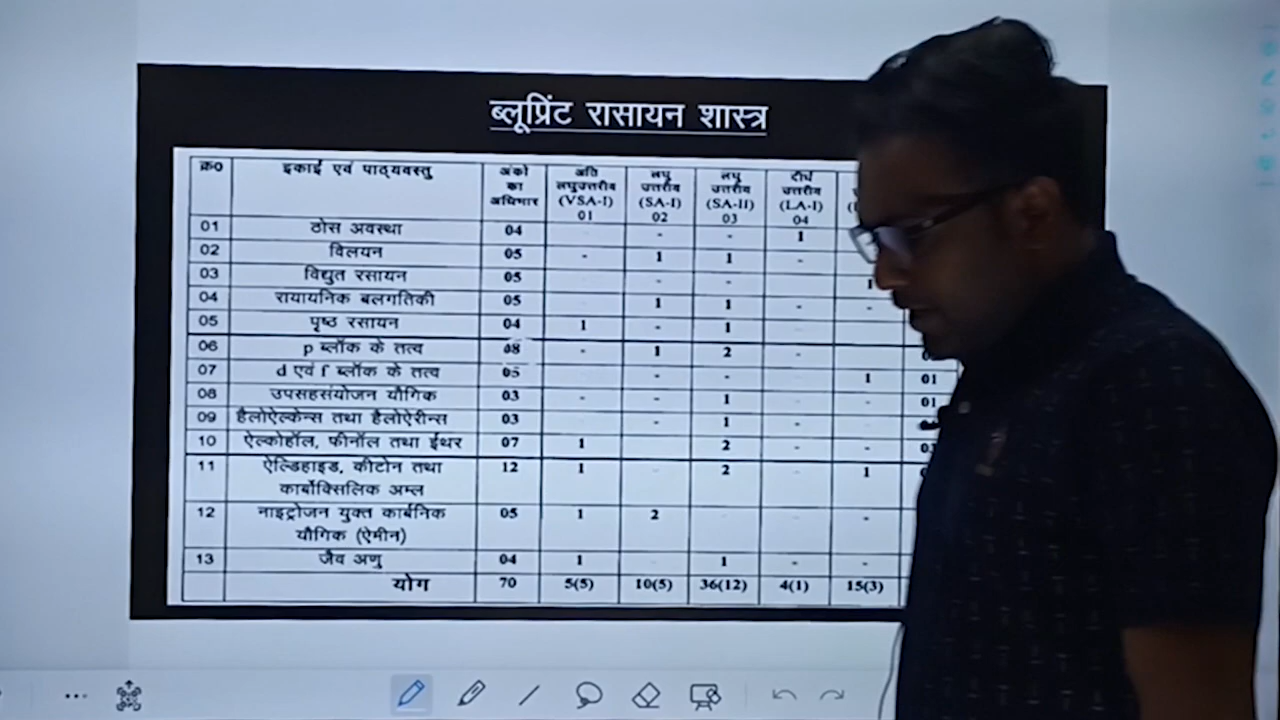 ब्लूप्रिंट रासायन शास्त्र
क्र0 इकाई एवं पाठ्यवस्तु अंको का अधिभार अति लघुउत्तरीय (VSA-I) 01 लघु उत्तरीय (SA-I) 02 लघु उत्तरीय (SA-II) 03 दीर्घ उत्तरीय (LA-I) 04
01 ठोस अवस्था 04 - - 1
02 विलयन 05 - 1 1 -
03 विद्युत रसायन 05 - - 1
04 रायायनिक बलगतिकी 05 1 1 - -
05 पृष्ठ रसायन 04 1 - 1
06 p ब्लॉक के तत्व 08 - 1 2 -
07 d एवं f ब्लॉक के तत्व 05 - - 1 01
08 उपसहसंयोजन यौगिक 03 - - 1 - - 01
09 हैलोऐल्केन्स तथा हैलोऐरीन्स 03 - 1 - -
10 ऐल्कोहॉल, फीनॉल तथा ईथर 07 1 2 - - 03
11 ऐल्डिहाइड, कीटोन तथा 12 1 2 - 1
कार्बोक्सिलिक अम्ल
12 नाइट्रोजन युक्त कार्बनिक 05 1 2 -
यौगिक (ऐमीन)
13 जैव अणु 04 1 1 - -
योग 70 5(5) 10(5) 36(12) 4(1) 15(3)